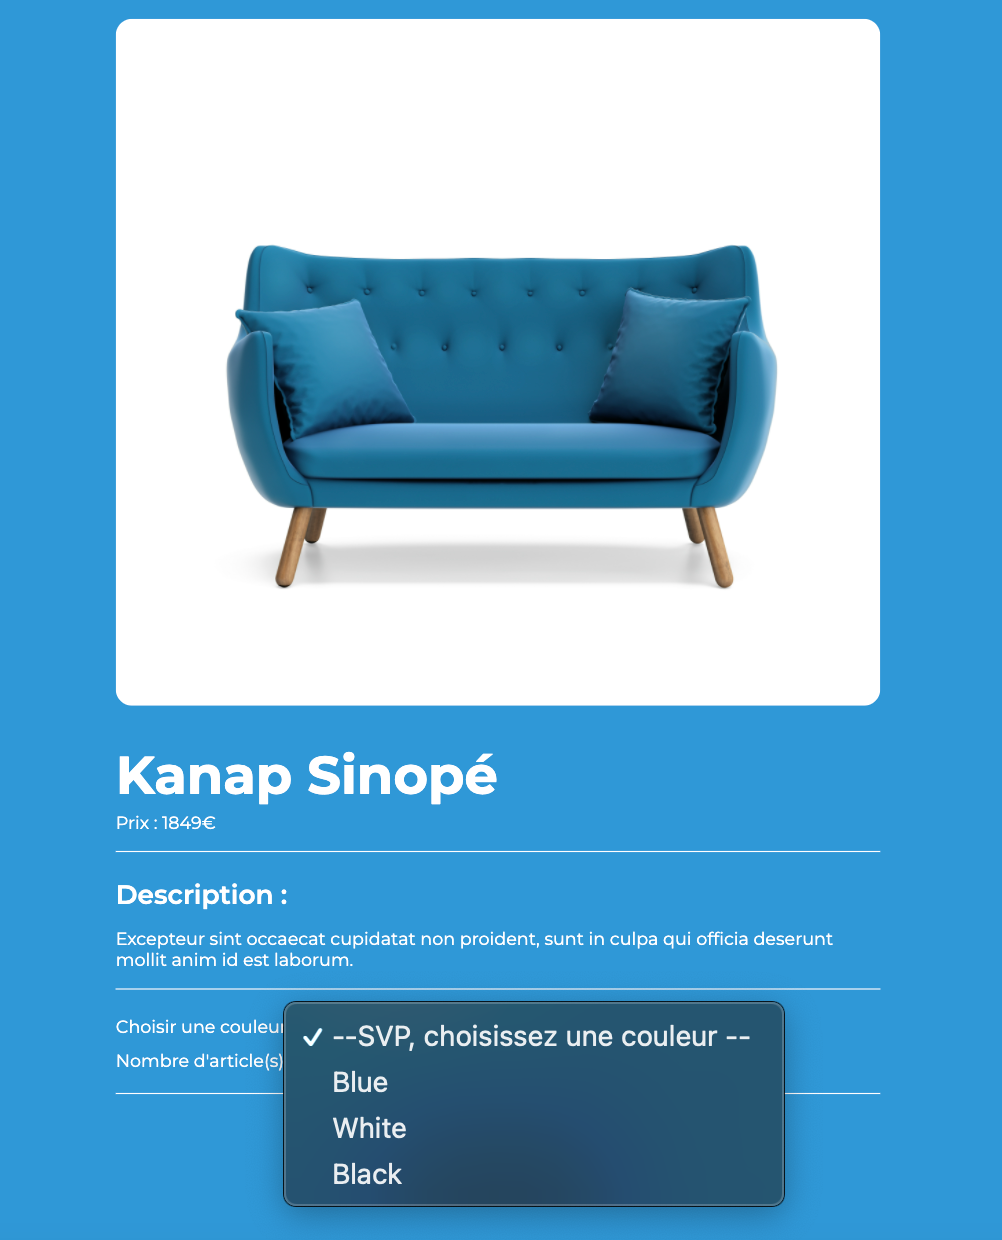 Kanap Sinopé
Prix : 1849€
Description :
Excepteur sint occaecat cupidatat non proident, sunt in culpa qui officia deserunt
mollit anim id est laborum.
Choisir une couleur
Nombre d'article(s)
--SVP, choisissez une couleur --
Blue
White
Black